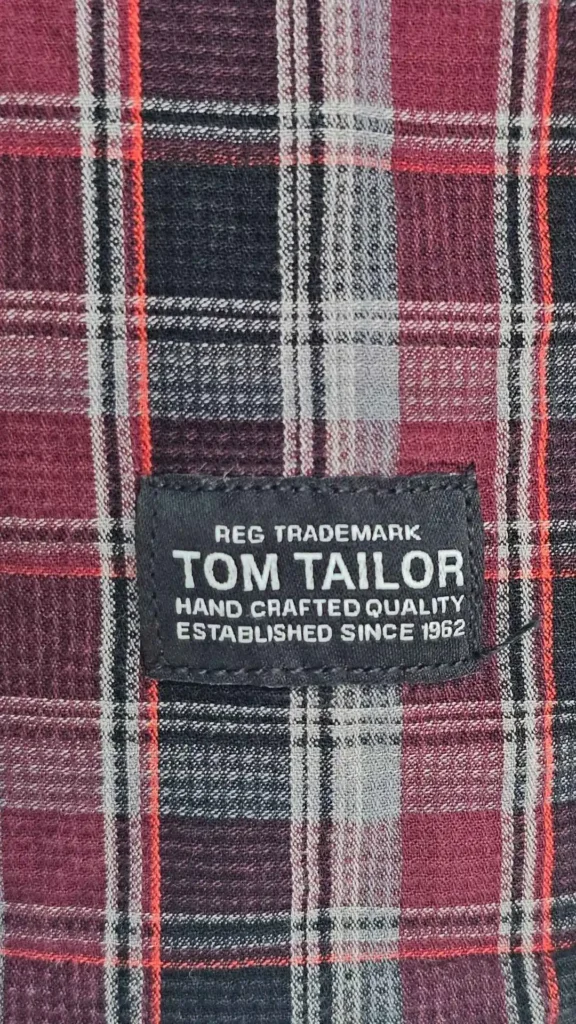 REG TRADEMARK
TOM TAILOR
HAND CRAFTED QUALITY
ESTABLISHED SINCE 1962